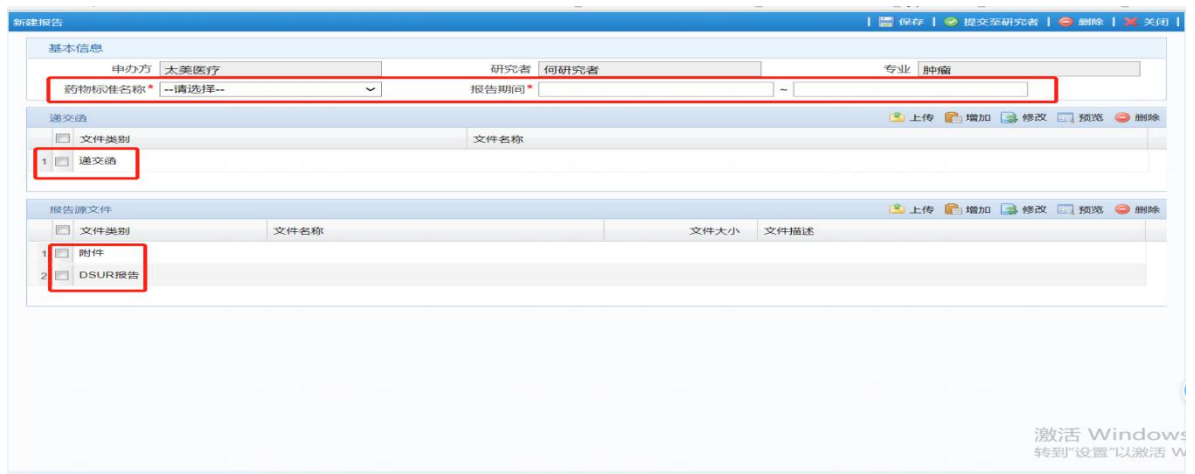 新建报告 | 保存 | 提交至研究者 | 删除 | 关闭 |
基本信息
申办方 太美医疗 研究者 何研究者 专业 肿瘤
药物标准名称* --请选择-- 报告期间* ~
递交函 上传 增加 修改 预览 删除
文件类别 文件名称
1 递交函
报告源文件 上传 增加 修改 预览 删除
文件类别 文件名称 文件大小 文件描述
1 附件
2 DSUR报告
激活 Windows
转到"设置"以激活 W